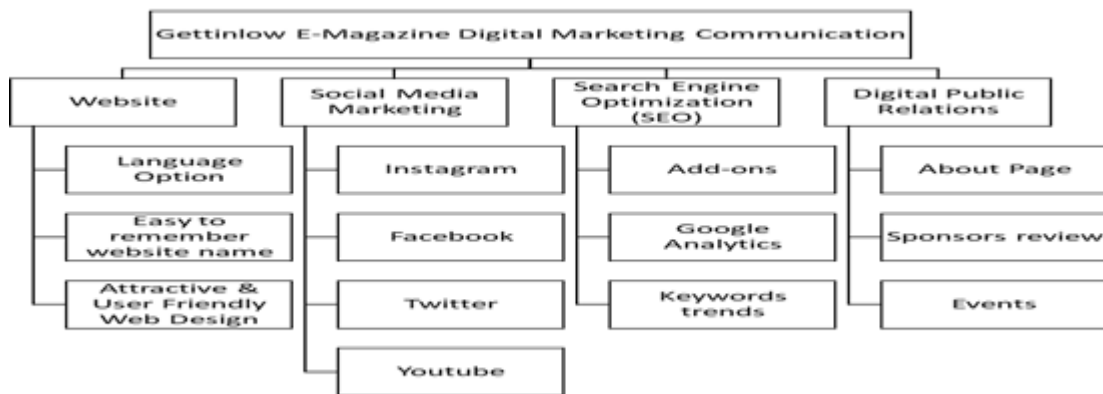 Gettinlow E-Magazine Digital Marketing Communication
Website
Language
Option
Easy to
remember
website name
Attractive &
User Friendly
Web Design
Social Media
Marketing
Instagram
Facebook
Twitter
Youtube
Search Engine
Optimization
(SEO)
Add-ons
Google
Analytics
Keywords
trends
Digital Public
Relations
About Page
Sponsors review
Events